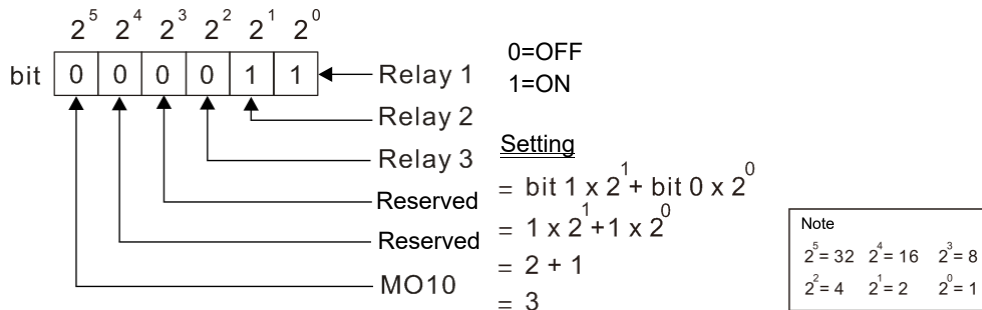 2^5 2^4 2^3 2^2 2^1 2^0
bit 0 0 0 0 1 1
Relay 1
Relay 2
Relay 3
Reserved
Reserved
MO10
0=OFF
1=ON
Setting
= bit 1 x 2^1+ bit 0 x 2^0
= 1 x 2^1+1 x 2^0
= 2 + 1
= 3
Note
2^5= 32 2^4= 16 2^3= 8
2^2= 4 2^1= 2 2^0= 1